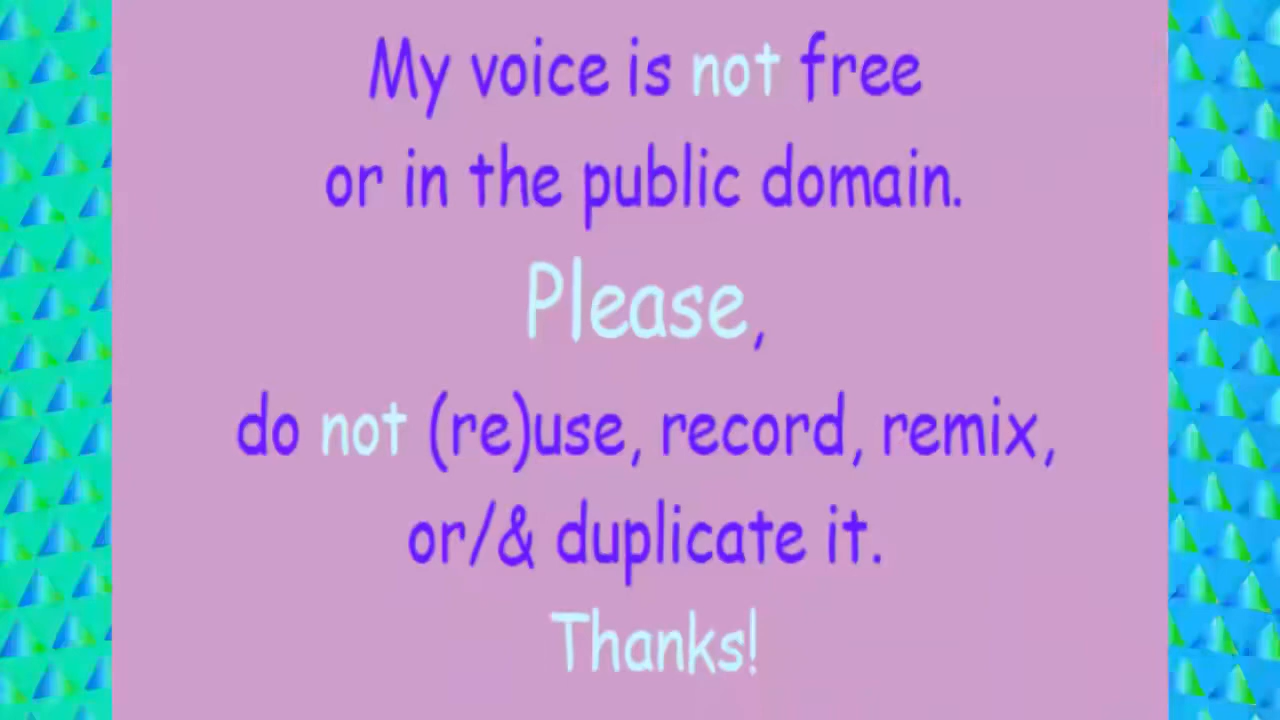 My voice is not free
or in the public domain.
Please,
do not (re)use, record, remix,
or/& duplicate it.
Thanks!